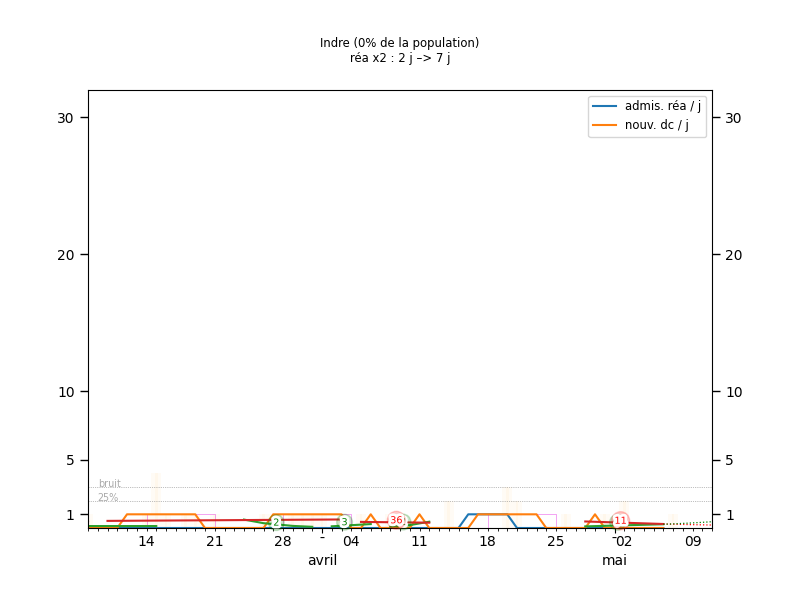 Indre (0% de la population)
réa x2 : 2 j –> 7 j
admis. réa / j
nouv. dc / j
30 30
20 20
10 10
5 5
bruit
25%
1 1
2 3 36 11
14 21 28 - 04 11 18 25 - 02 09
avril mai